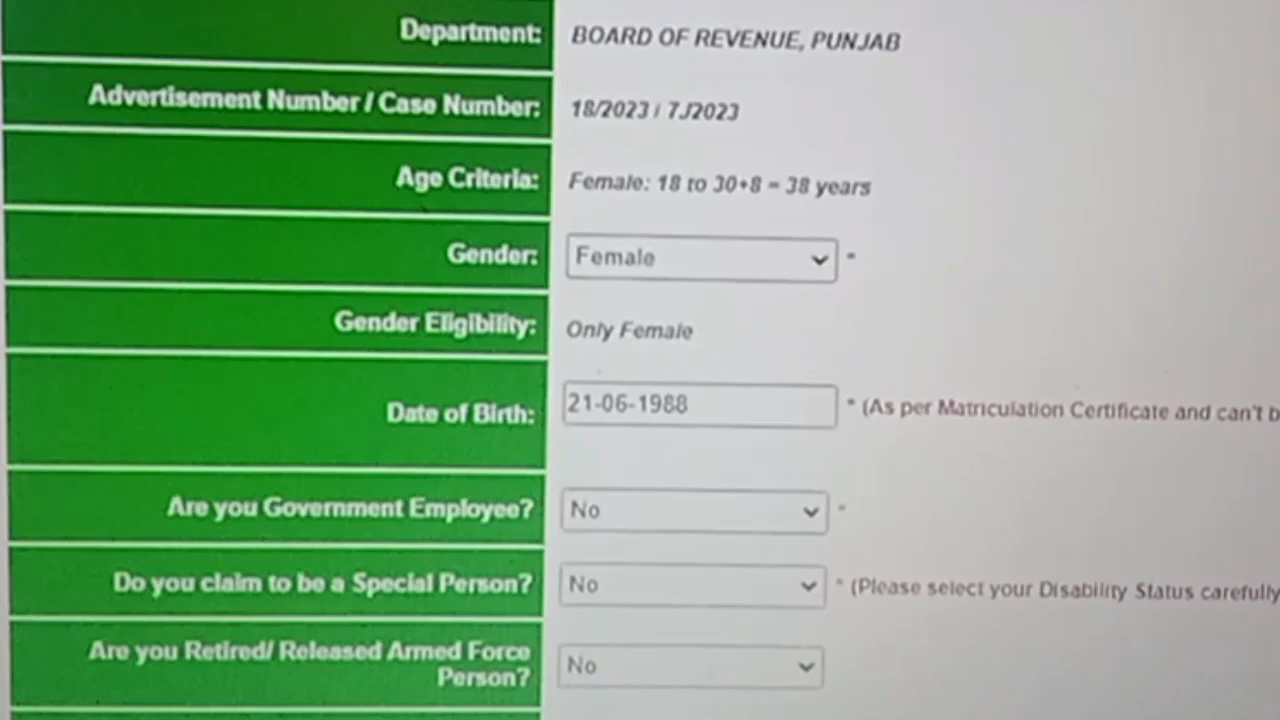 Department: BOARD OF REVENUE, PUNJAB
Advertisement Number / Case Number: 18/2023 / 7J/2023
Age Criteria: Female: 18 to 30+8 = 38 years
Gender: Female *
Gender Eligibility: Only Female
Date of Birth: 21-06-1988 * (As per Matriculation Certificate and can't b
Are you Government Employee? No *
Do you claim to be a Special Person? No * (Please select your Disability Status carefully
Are you Retired/ Released Armed Force
Person? No